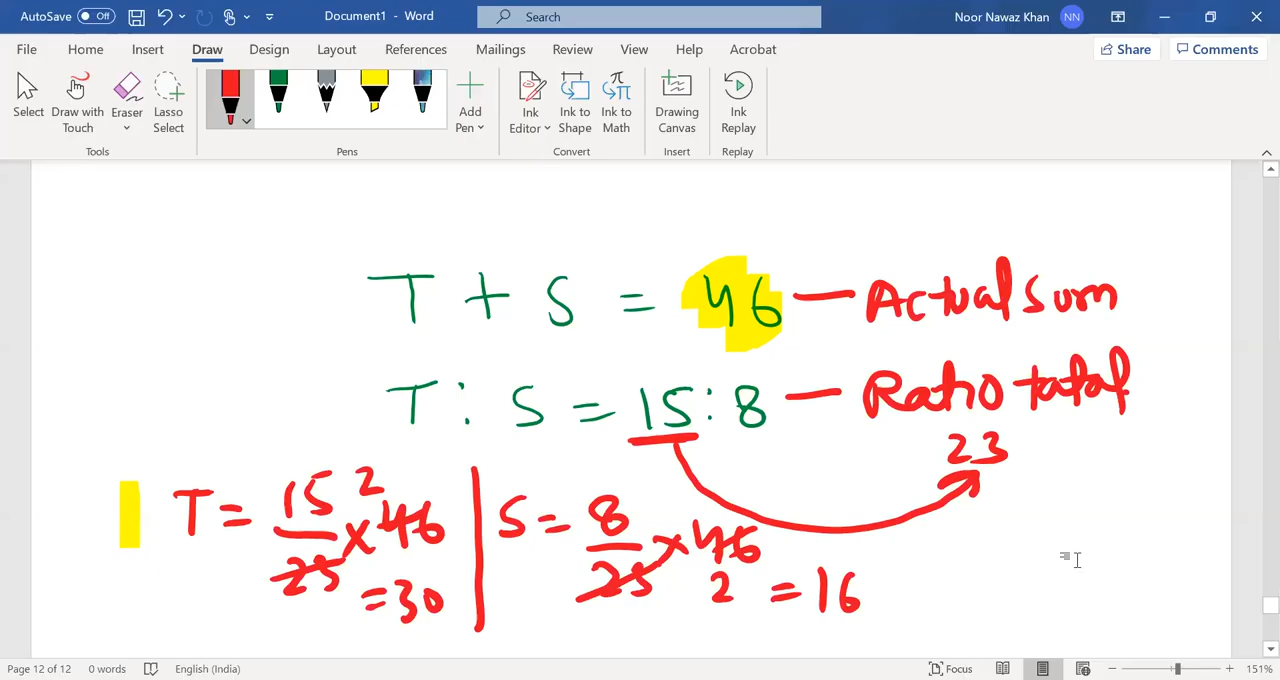 AutoSave Off Document1 - Word Search Noor Nawaz Khan NN
File Home Insert Draw Design Layout References Mailings Review View Help Acrobat Share Comments
Select Draw with Touch Eraser Lasso Select Add Pen Ink Editor Ink to Shape Ink to Math Drawing Canvas Ink Replay
Tools Pens Convert Insert Replay
T + S = 46 — Actual sum
T : S = 15 : 8 — Ratio total
23
T = 15/23 × 46 2
= 30
S = 8/23 × 46 2
= 16
Page 12 of 12 0 words English (India) Focus 151%